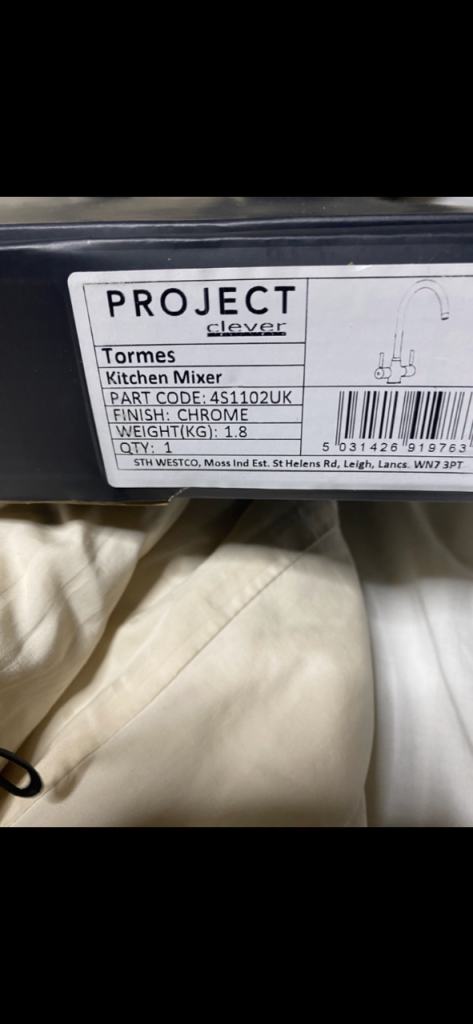 PROJECT
clever
Tormes
Kitchen Mixer
PART CODE: 4S1102UK
FINISH: CHROME
WEIGHT(KG): 1.8
QTY: 1
5 031426 919763
STH WESTCO, Moss Ind Est. St Helens Rd, Leigh, Lancs. WN7 3PT